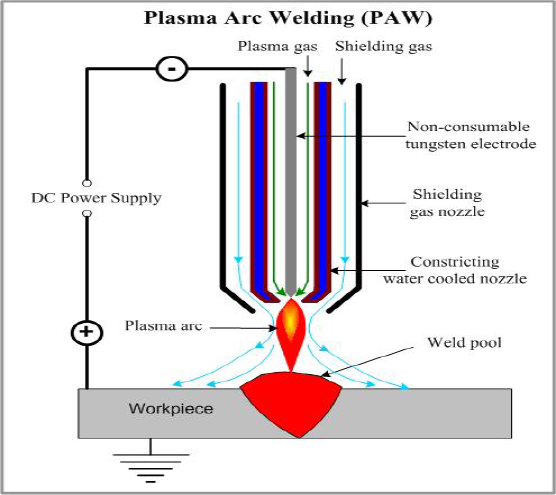 Plasma Arc Welding (PAW)
Plasma gas
Shielding gas
-
Non-consumable
tungsten electrode
DC Power Supply
Shielding
gas nozzle
Constricting
water cooled nozzle
Plasma arc
+
Weld pool
Workpiece